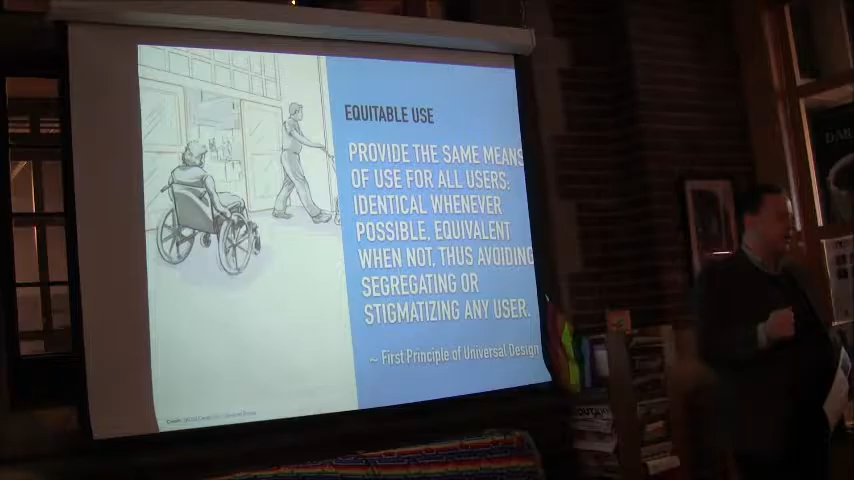 EQUITABLE USE
PROVIDE THE SAME MEANS
OF USE FOR ALL USERS:
IDENTICAL WHENEVER
POSSIBLE, EQUIVALENT
WHEN NOT, THUS AVOIDING
SEGREGATING OR
STIGMATIZING ANY USER.
~ First Principle of Universal Design